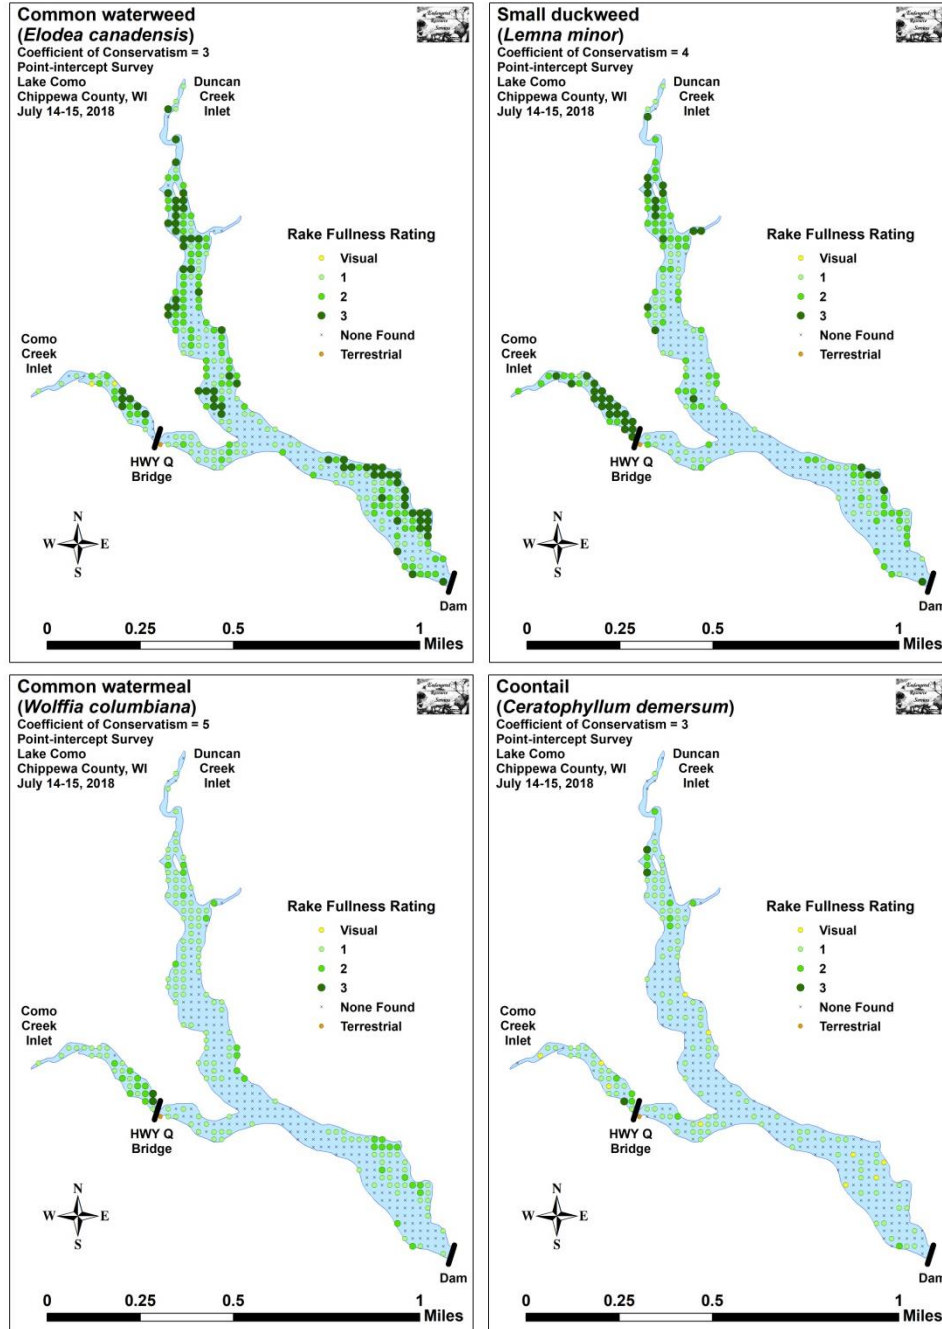 Common waterweed
(Elodea canadensis)
Coefficient of Conservatism = 3
Point-intercept Survey
Lake Como
Chippewa County, WI
July 14-15, 2018
Duncan
Creek
Inlet
Rake Fullness Rating
Visual
1
2
3
None Found
Terrestrial
Como
Creek
Inlet
HWY Q
Bridge
N
W E
S
Dam
0 0.25 0.5 1
Miles
Small duckweed
(Lemna minor)
Coefficient of Conservatism = 4
Point-intercept Survey
Lake Como
Chippewa County, WI
July 14-15, 2018
Duncan
Creek
Inlet
Rake Fullness Rating
Visual
1
2
3
None Found
Terrestrial
Como
Creek
Inlet
HWY Q
Bridge
N
W E
S
Dam
0 0.25 0.5 1
Miles
Common watermeal
(Wolffia columbiana)
Coefficient of Conservatism = 5
Point-intercept Survey
Lake Como
Chippewa County, WI
July 14-15, 2018
Endangered
Resource
Services
Duncan
Creek
Inlet
Rake Fullness Rating
Visual
1
2
3
None Found
Terrestrial
Como
Creek
Inlet
HWY Q
Bridge
N
W E
S
Dam
0 0.25 0.5 1
Miles
Coontail
(Ceratophyllum demersum)
Coefficient of Conservatism = 3
Point-intercept Survey
Lake Como
Chippewa County, WI
July 14-15, 2018
Endangered
Resource
Services
Duncan
Creek
Inlet
Rake Fullness Rating
Visual
1
2
3
None Found
Terrestrial
Como
Creek
Inlet
HWY Q
Bridge
N
W E
S
Dam
0 0.25 0.5 1
Miles